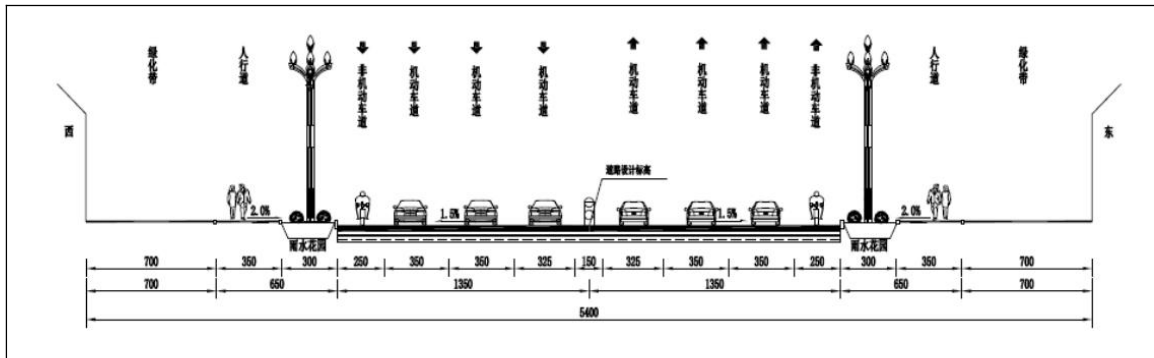 绿化带
人行道
非机动车道
机动车道
机动车道
机动车道
机动车道
机动车道
机动车道
非机动车道
人行道
绿化带
西
东
道路设计标高
2.0%
1.5%
1.5%
2.0%
雨水花园
雨水花园
700 350 300 250 350 350 325 150 325 350 350 250 300 350 700
700 650 1350 1350 650 700
5400